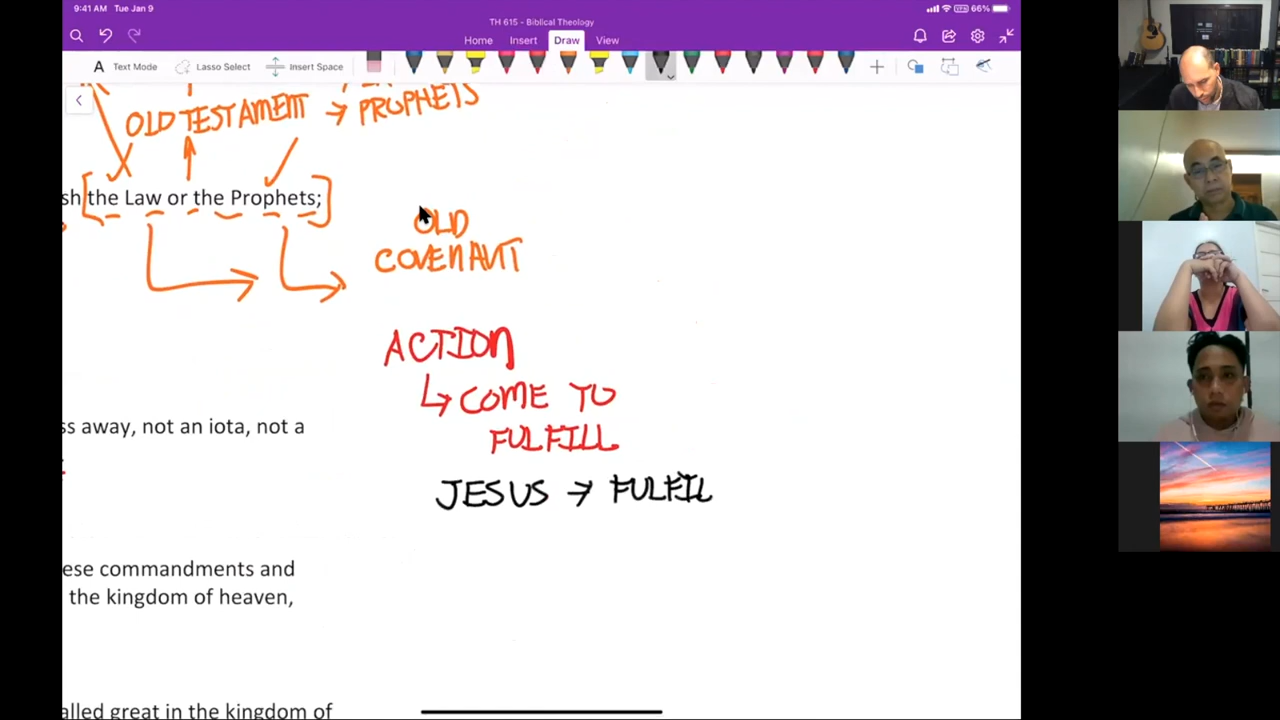 9:41 AM Tue Jan 9
66%
TH 615 - Biblical Theology
Home Insert Draw View
A Text Mode Lasso Select Insert Space
OLD TESTAMENT → PROPHETS
sh [the Law or the Prophets;]
OLD
COVENANT
ACTION
↳ COME TO
FULFILL
ss away, not an iota, not a
JESUS → FULFIL
ese commandments and
the kingdom of heaven,
alled great in the kingdom of